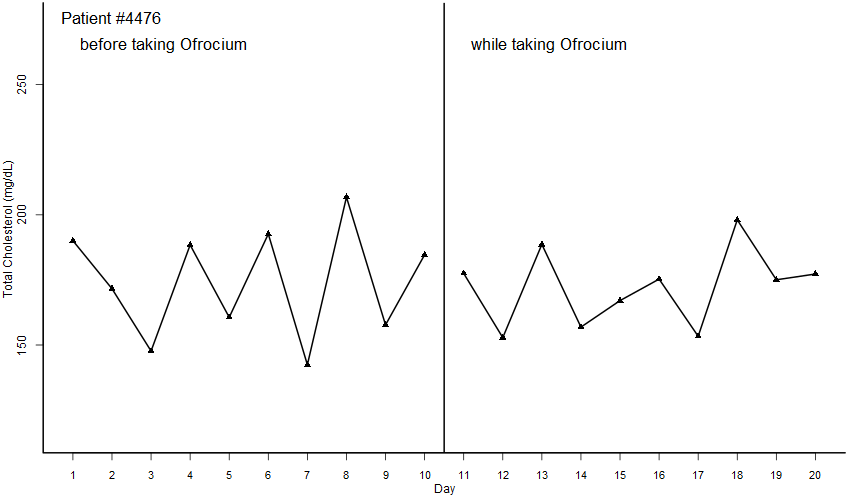 Patient #4476
before taking Ofrocium
while taking Ofrocium
Total Cholesterol (mg/dL)
250
200
150
1 2 3 4 5 6 7 8 9 10 11 12 13 14 15 16 17 18 19 20
Day